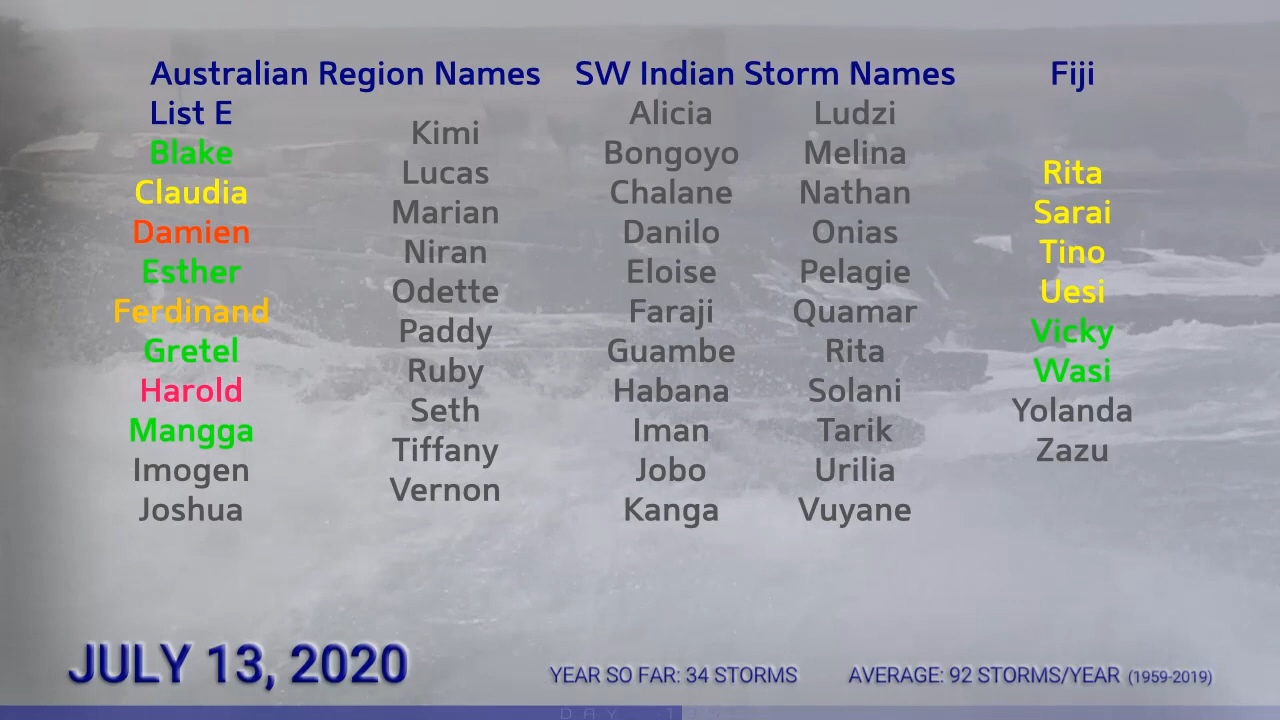 Australian Region Names
SW Indian Storm Names
Fiji
List E
Blake
Claudia
Damien
Esther
Ferdinand
Gretel
Harold
Mangga
Imogen
Joshua
Kimi
Lucas
Marian
Niran
Odette
Paddy
Ruby
Seth
Tiffany
Vernon
Alicia
Bongoyo
Chalane
Danilo
Eloise
Faraji
Guambe
Habana
Iman
Jobo
Kanga
Ludzi
Melina
Nathan
Onias
Pelagie
Quamar
Rita
Solani
Tarik
Urilia
Vuyane
Rita
Sarai
Tino
Uesi
Vicky
Wasi
Yolanda
Zazu
JULY 13, 2020
YEAR SO FAR: 34 STORMS
AVERAGE: 92 STORMS/YEAR (1959-2019)